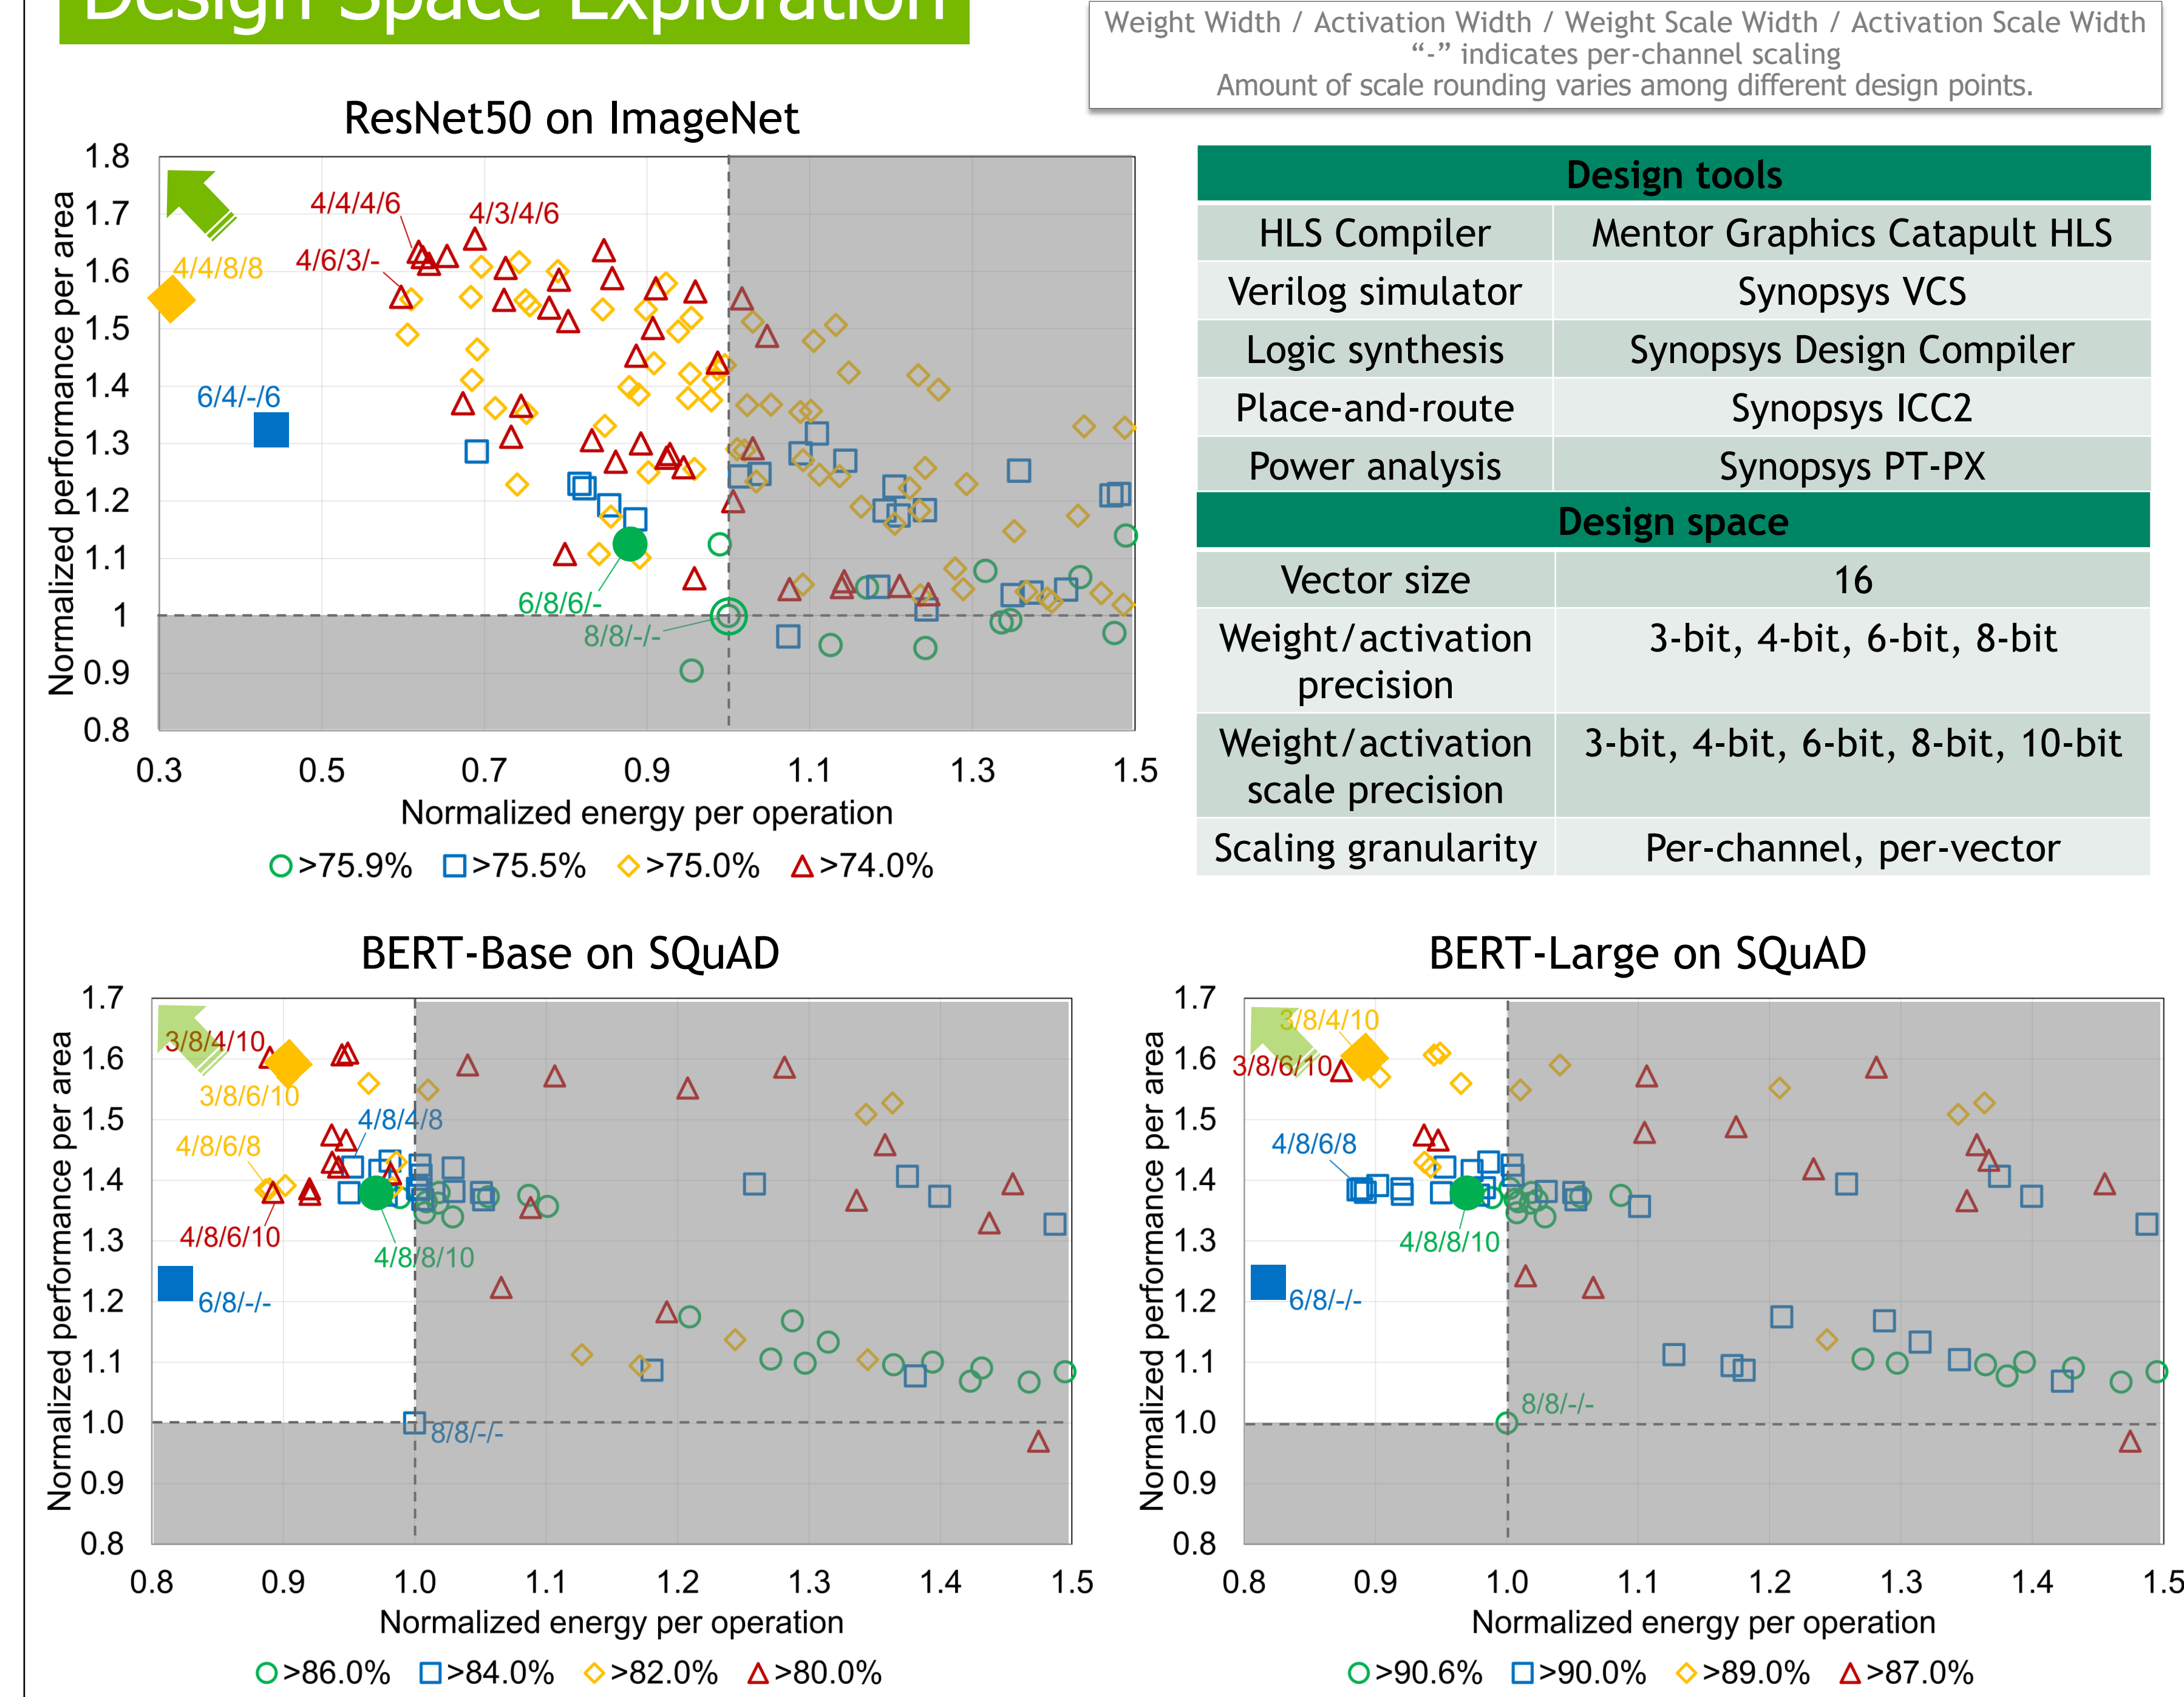 Design Space Exploration
Weight Width / Activation Width / Weight Scale Width / Activation Scale Width
“-” indicates per-channel scaling
Amount of scale rounding varies among different design points.
ResNet50 on ImageNet
Normalized performance per area
1.8
1.7
1.6
1.5
1.4
1.3
1.2
1.1
1
0.9
0.8
4/4/4/6
4/3/4/6
4/6/3/-
4/4/8/8
6/4/-/6
6/8/6/-
8/8/-/-
0.3 0.5 0.7 0.9 1.1 1.3 1.5
Normalized energy per operation
>75.9% >75.5% >75.0% >74.0%
Design tools
HLS Compiler Mentor Graphics Catapult HLS
Verilog simulator Synopsys VCS
Logic synthesis Synopsys Design Compiler
Place-and-route Synopsys ICC2
Power analysis Synopsys PT-PX
Design space
Vector size 16
Weight/activation 3-bit, 4-bit, 6-bit, 8-bit
precision
Weight/activation 3-bit, 4-bit, 6-bit, 8-bit, 10-bit
scale precision
Scaling granularity Per-channel, per-vector
BERT-Base on SQuAD
Normalized performance per area
1.7
1.6
1.5
1.4
1.3
1.2
1.1
1.0
0.9
0.8
3/8/4/10
3/8/6/10
4/8/4/8
4/8/6/8
4/8/6/10
4/8/8/10
6/8/-/-
8/8/-/-
0.8 0.9 1.0 1.1 1.2 1.3 1.4 1.5
Normalized energy per operation
>86.0% >84.0% >82.0% >80.0%
BERT-Large on SQuAD
Normalized performance per area
1.7
1.6
1.5
1.4
1.3
1.2
1.1
1.0
0.9
0.8
3/8/4/10
3/8/6/10
4/8/6/8
4/8/8/10
6/8/-/-
8/8/-/-
0.8 0.9 1.0 1.1 1.2 1.3 1.4 1.5
Normalized energy per operation
>90.6% >90.0% >89.0% >87.0%